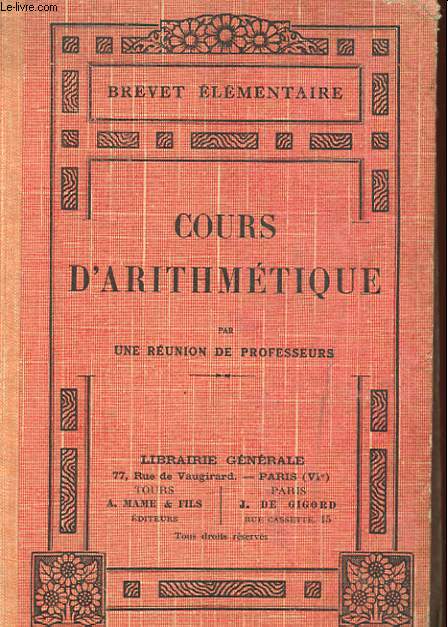 Le-livre.com
BREVET ÉLÉMENTAIRE
COURS
D'ARITHMÉTIQUE
PAR
UNE RÉUNION DE PROFESSEURS
LIBRAIRIE GÉNÉRALE
77, Rue de Vaugirard. — PARIS (VIe)
TOURS
A. MAME & FILS
ÉDITEURS
PARIS
J. DE GIGORD
RUE CASSETTE, 15
Tous droits réservés